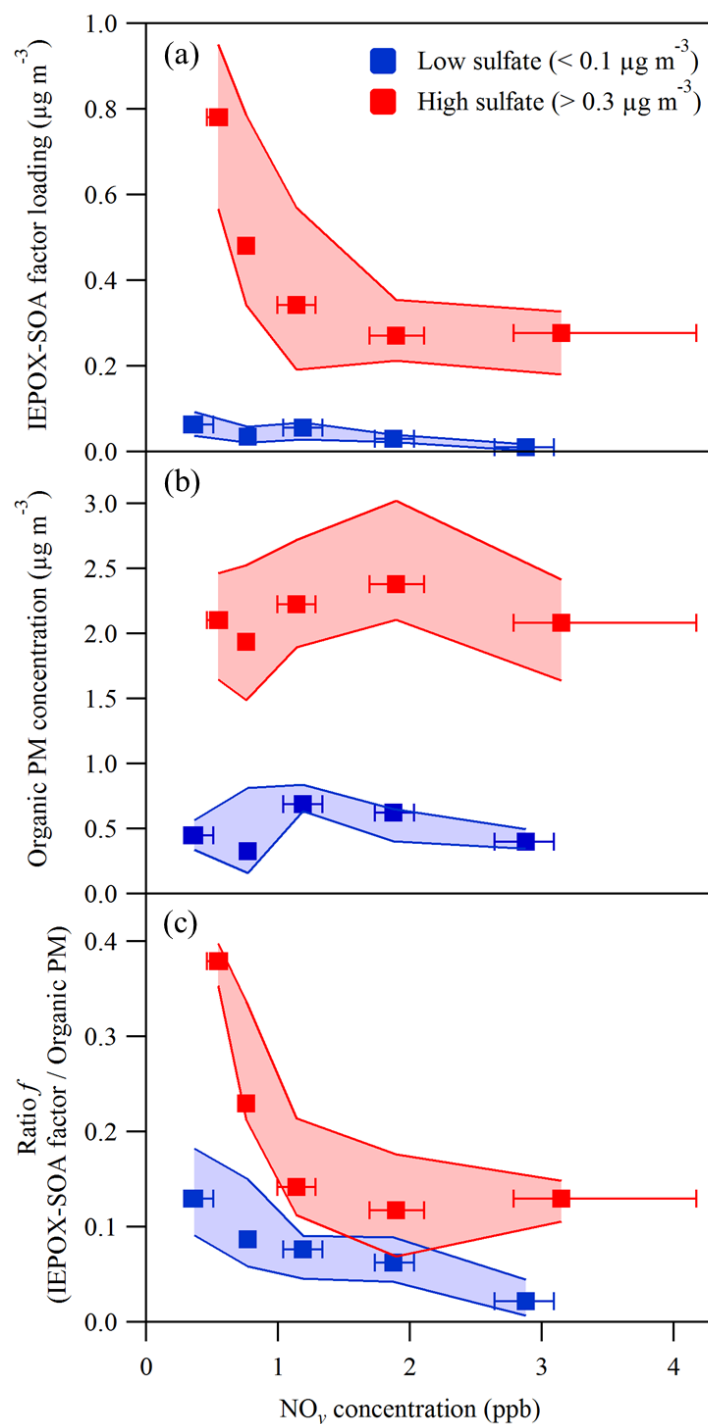 (a)
Low sulfate (< 0.1 µg m⁻³)
High sulfate (> 0.3 µg m⁻³)
IEPOX-SOA factor loading (µg m⁻³)
1.0
0.8
0.6
0.4
0.2
0.0
(b)
Organic PM concentration (µg m⁻³)
3.0
2.5
2.0
1.5
1.0
0.5
0.0
(c)
Ratio f
(IEPOX-SOA factor / Organic PM)
0.4
0.3
0.2
0.1
0.0
0 1 2 3 4
NOy concentration (ppb)